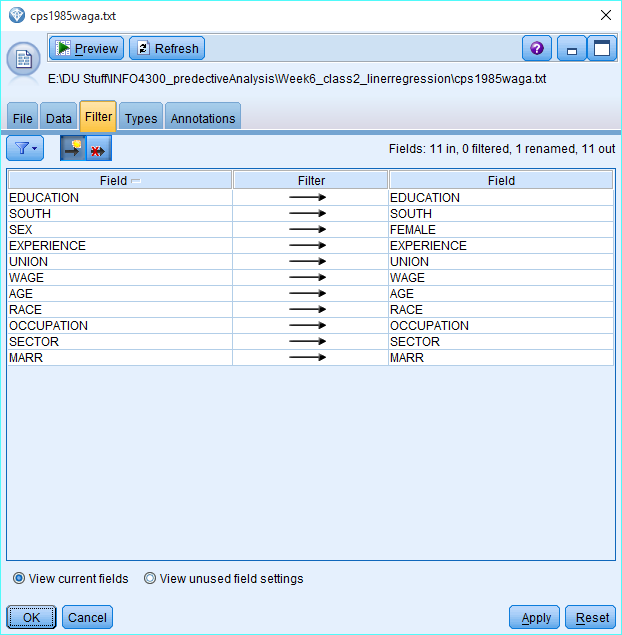 cps1985waga.txt
Preview Refresh
E:\DU Stuff\INFO4300_predectiveAnalysis\Week6_class2_linerregression\cps1985waga.txt
File Data Filter Types Annotations
Fields: 11 in, 0 filtered, 1 renamed, 11 out
Field Filter Field
EDUCATION EDUCATION
SOUTH SOUTH
SEX FEMALE
EXPERIENCE EXPERIENCE
UNION UNION
WAGE WAGE
AGE AGE
RACE RACE
OCCUPATION OCCUPATION
SECTOR SECTOR
MARR MARR
View current fields View unused field settings
OK Cancel Apply Reset